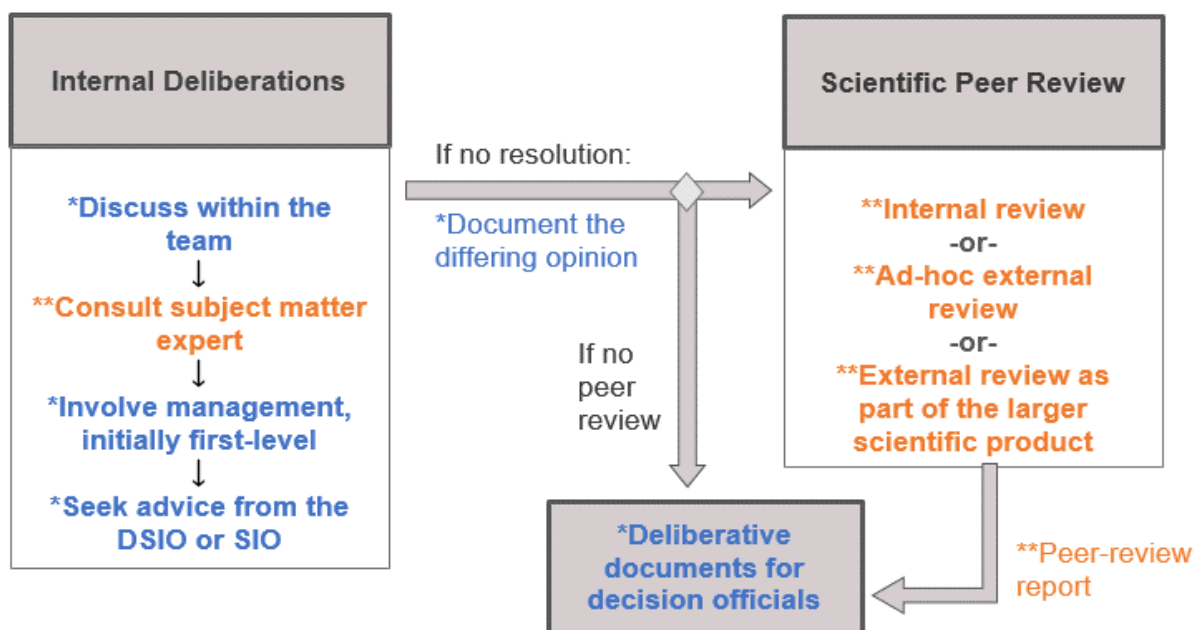 Internal Deliberations
*Discuss within the
team
↓
**Consult subject matter
expert
↓
*Involve management,
initially first-level
↓
*Seek advice from the
DSIO or SIO
If no resolution:
*Document the
differing opinion
If no
peer
review
Scientific Peer Review
**Internal review
-or-
**Ad-hoc external
review
-or-
**External review as
part of the larger
scientific product
**Peer-review
report
*Deliberative
documents for
decision officials